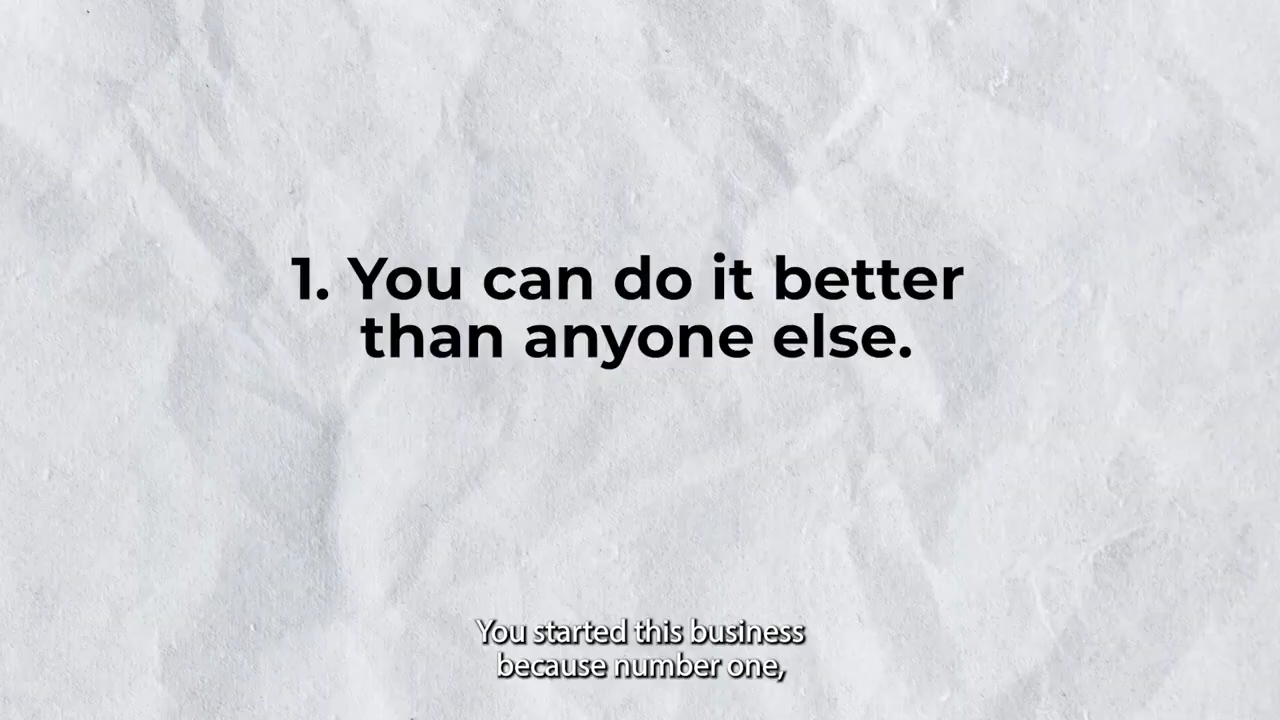 1. You can do it better
than anyone else.
You started this business
because number one,